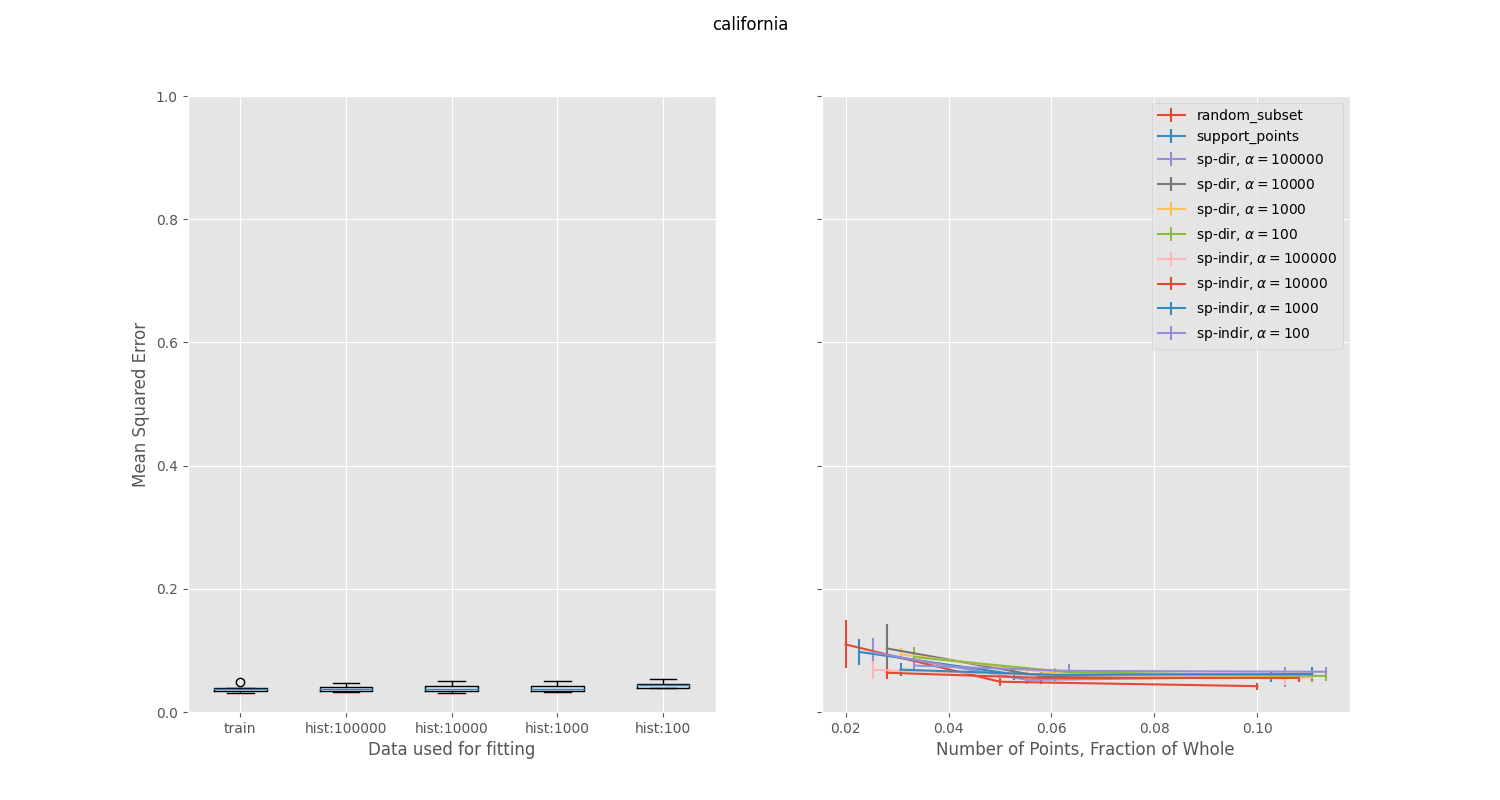 california
1.0
0.8
0.6
0.4
0.2
0.0
Mean Squared Error
train
hist:100000
hist:10000
hist:1000
hist:100
Data used for fitting
random_subset
support_points
sp-dir, α = 100000
sp-dir, α = 10000
sp-dir, α = 1000
sp-dir, α = 100
sp-indir, α = 100000
sp-indir, α = 10000
sp-indir, α = 1000
sp-indir, α = 100
0.02
0.04
0.06
0.08
0.10
Number of Points, Fraction of Whole